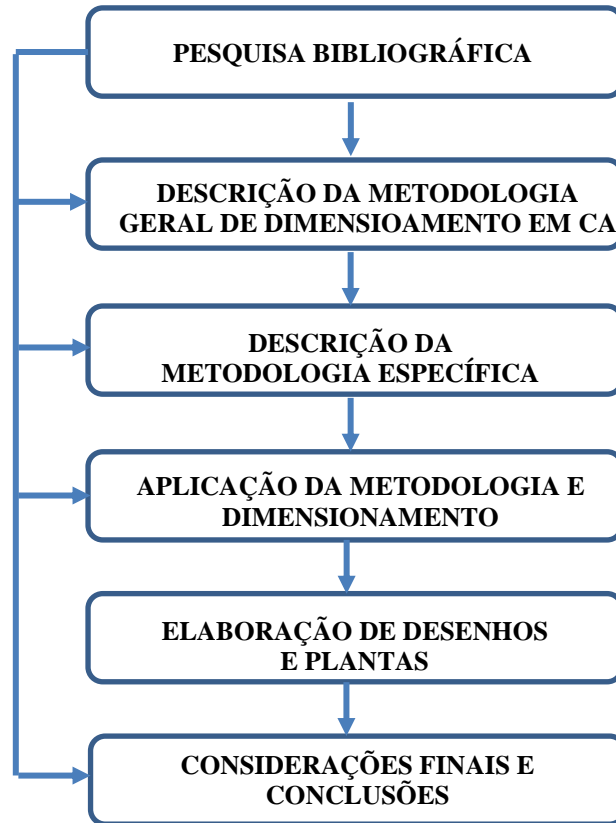 PESQUISA BIBLIOGRÁFICA
DESCRIÇÃO DA METODOLOGIA
GERAL DE DIMENSIOAMENTO EM CA
DESCRIÇÃO DA
METODOLOGIA ESPECÍFICA
APLICAÇÃO DA METODOLOGIA E
DIMENSIONAMENTO
ELABORAÇÃO DE DESENHOS
E PLANTAS
CONSIDERAÇÕES FINAIS E
CONCLUSÕES